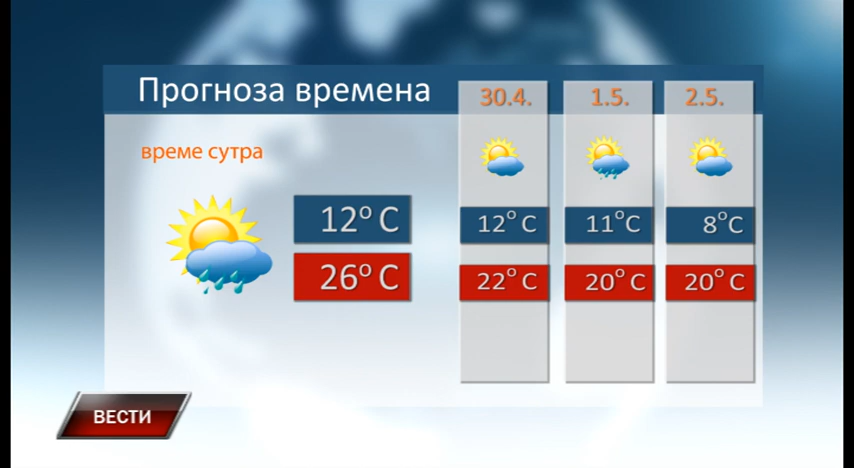 Прогноза времена
време сутра
12° C
26° C
30.4.
1.5.
2.5.
12° C
11°C
8°C
22° C
20° C
20° C
ВЕСТИ